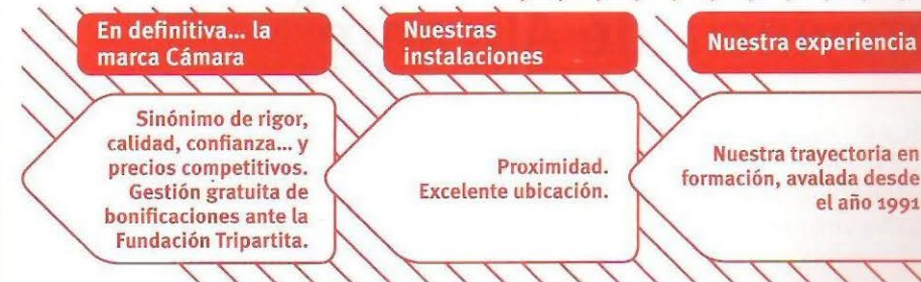 En definitiva... la
marca Cámara
Sinónimo de rigor,
calidad, confianza... y
precios competitivos.
Gestión gratuita de
bonificaciones ante la
Fundación Tripartita.
Nuestras
instalaciones
Proximidad.
Excelente ubicación.
Nuestra experiencia
Nuestra trayectoria en
formación, avalada desde
el año 1991